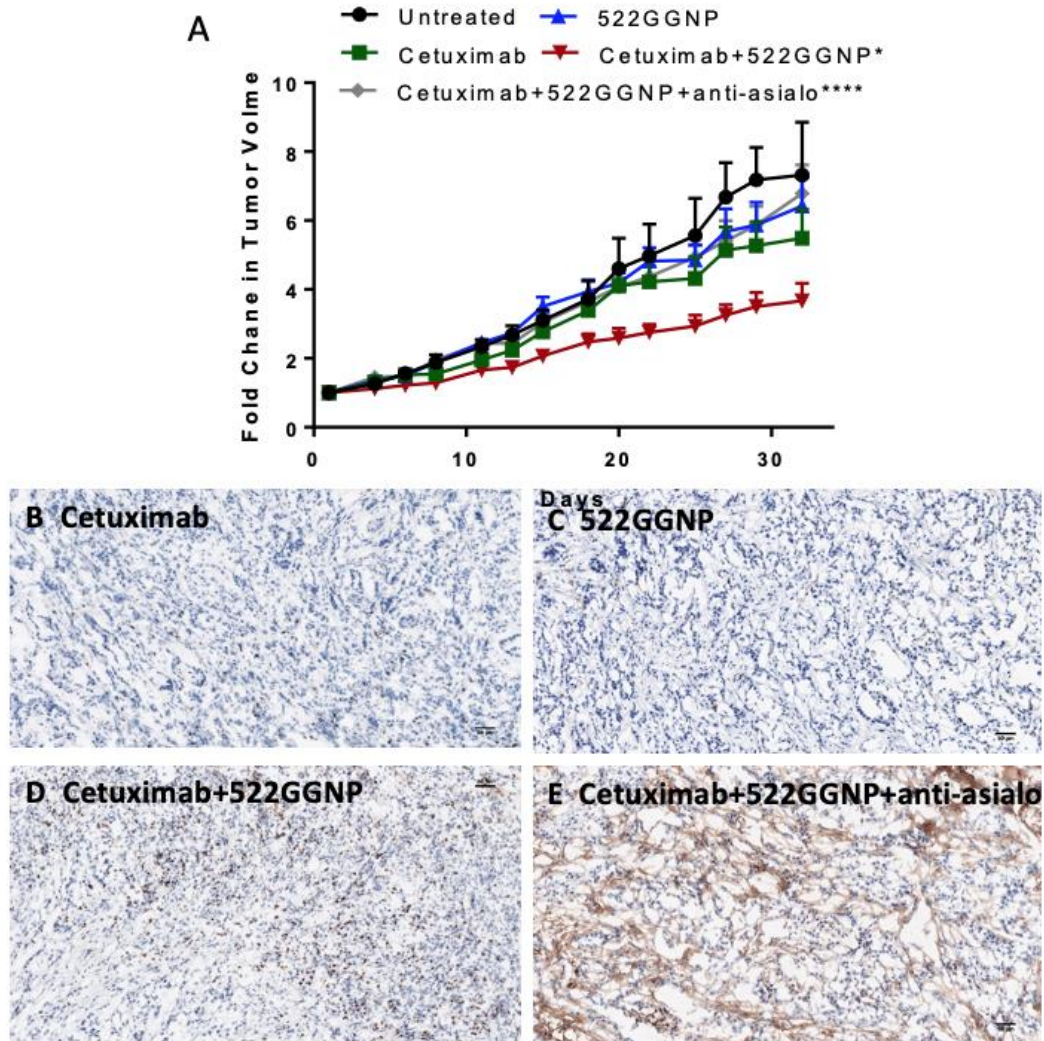 A
Untreated 522GGNP
Cetuximab Cetuximab+522GGNP*
Cetuximab+522GGNP+anti-asialo****
Fold Chane in Tumor Volme
10
8
6
4
2
0
0 10 20 30
Days
B Cetuximab
C 522GGNP
D Cetuximab+522GGNP
E Cetuximab+522GGNP+anti-asialo